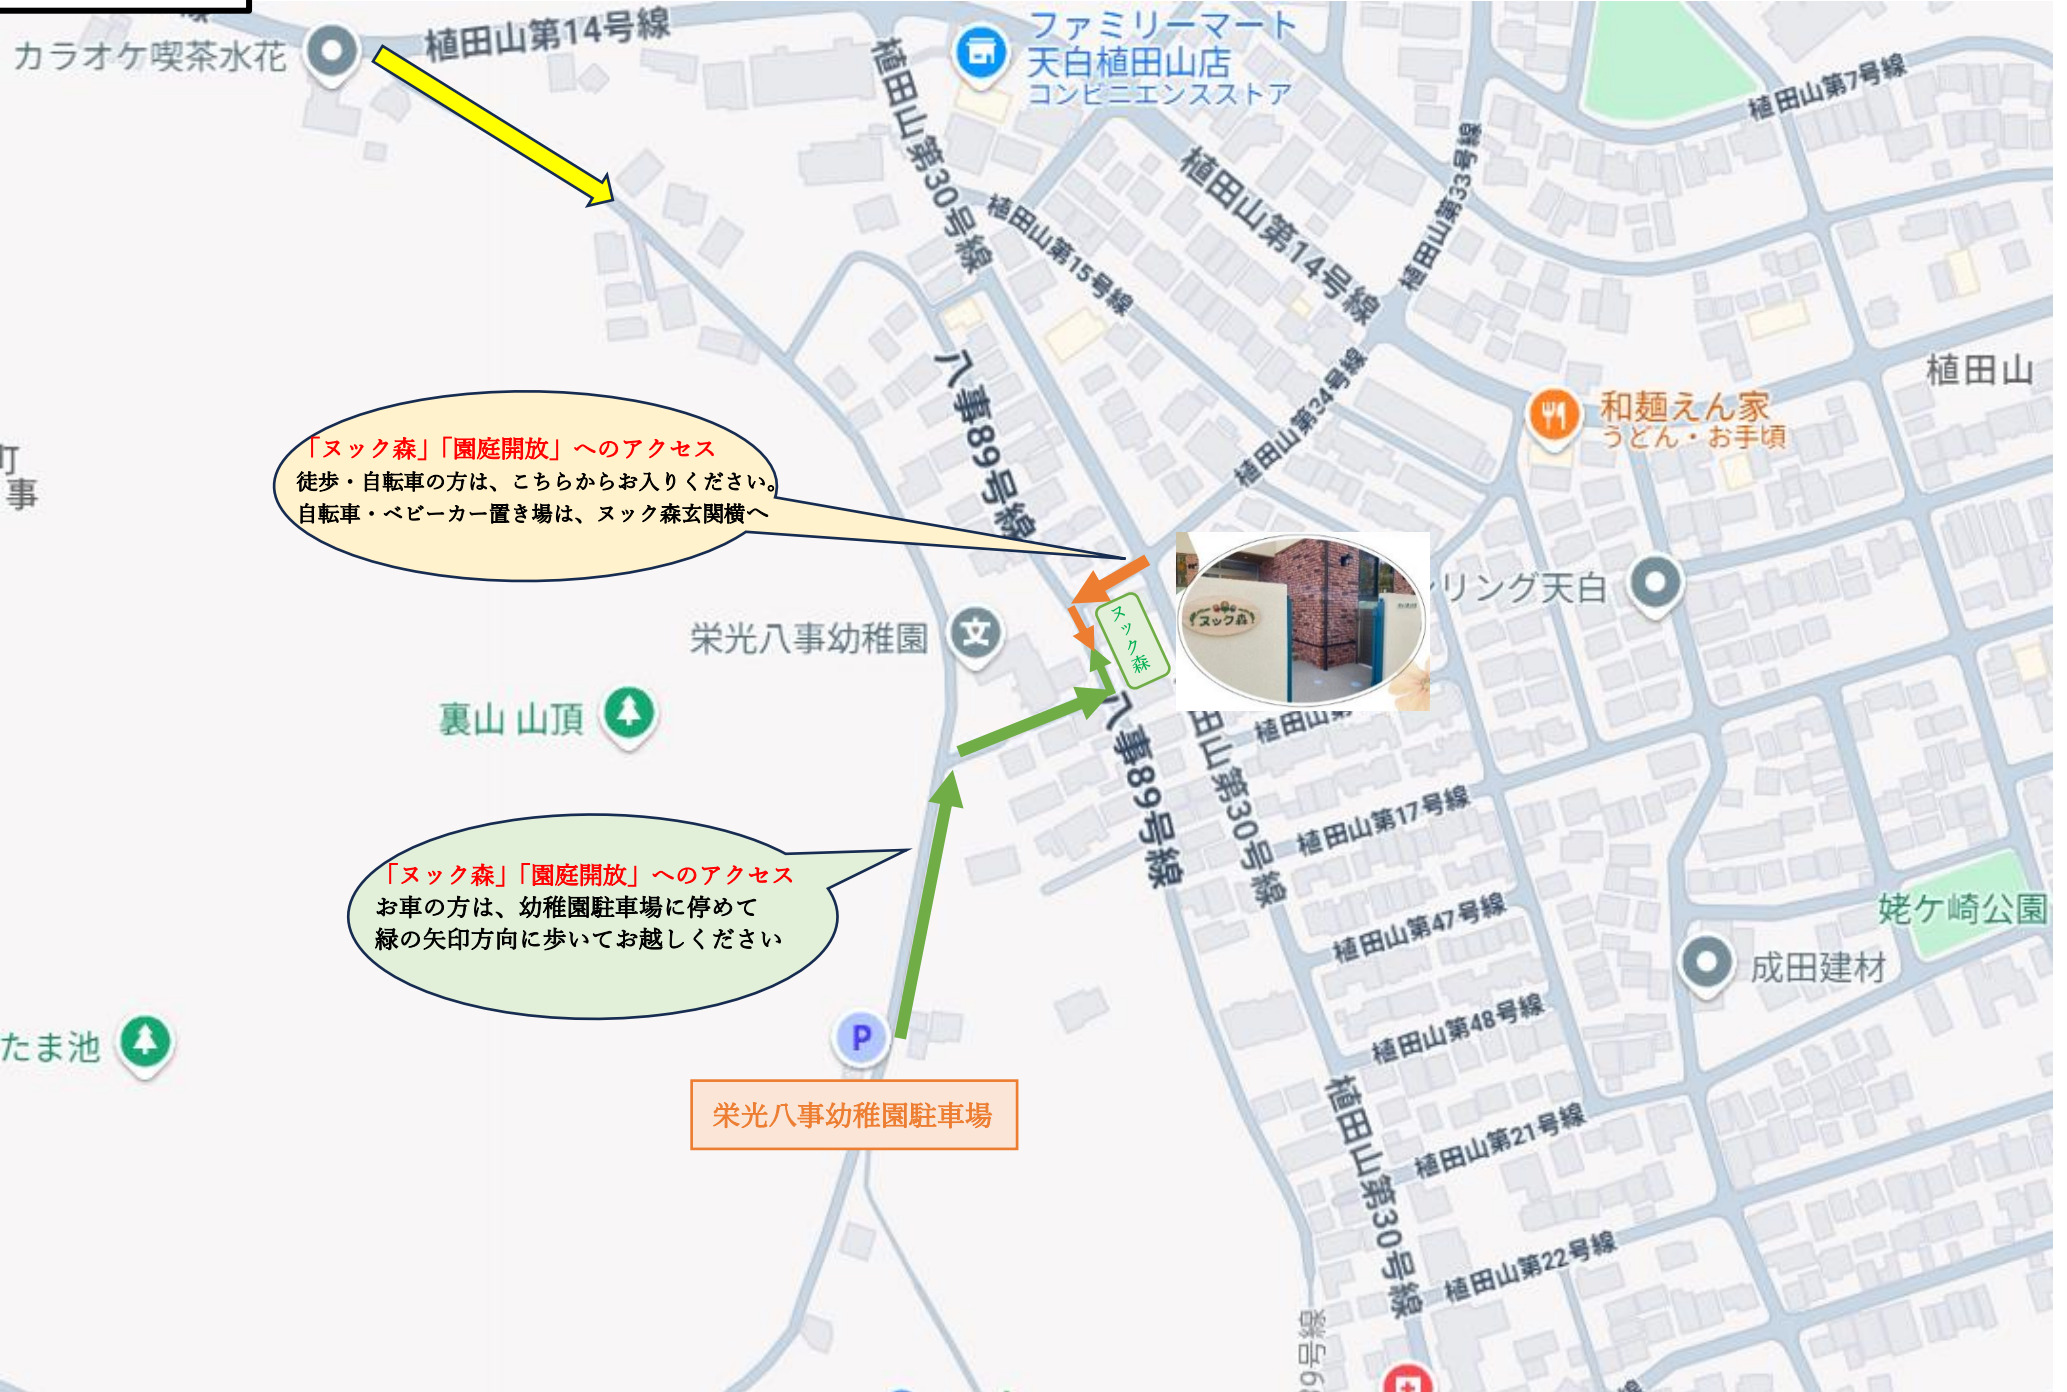 カラオケ喫茶水花
植田山第14号線
ファミリーマート
天白植田山店
コンビニエンスストア
植田山第7号線
植田山第30号線
植田山第33号線
植田山第15号線
植田山第14号線
植田山
八事89号線
植田山第34号線
和麺えん家
うどん・お手頃
町
事
「ヌック森」「園庭開放」へのアクセス
徒歩・自転車の方は、こちらからお入りください。
自転車・ベビーカー置き場は、ヌック森玄関横へ
リング天白
ヌック森
ヌック森
栄光八事幼稚園
文
裏山 山頂
八事89号線
田山第30号線
植田山第
植田山第17号線
「ヌック森」「園庭開放」へのアクセス
お車の方は、幼稚園駐車場に停めて
緑の矢印方向に歩いてお越しください
植田山第47号線
姥ケ崎公園
成田建材
たま池
P
植田山第48号線
栄光八事幼稚園駐車場
植田山第21号線
植田山第30号線
植田山第22号線
89号線